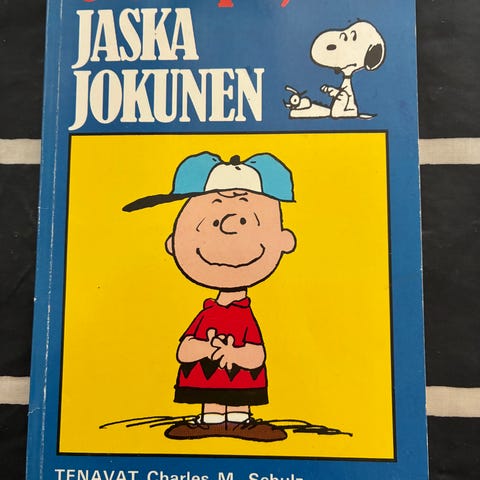 JASKA
JOKUNEN
TENAVAT Charles M. Schulz